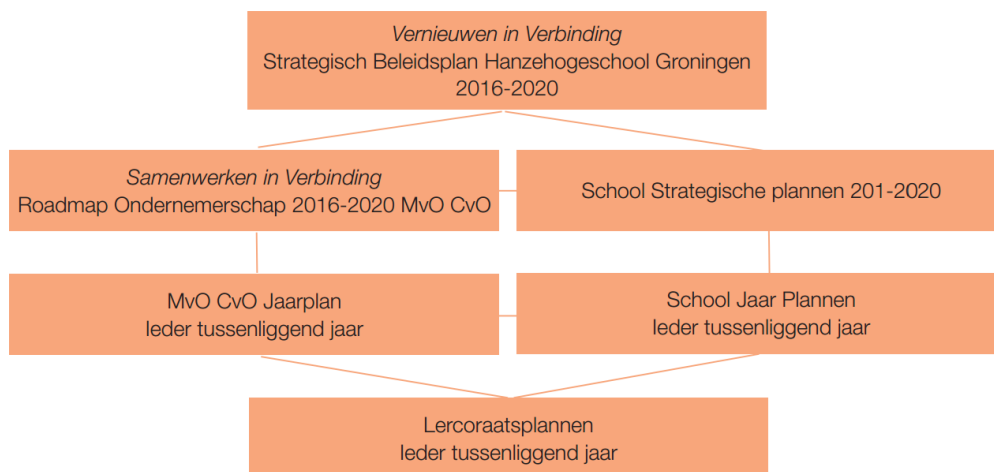 Vernieuwen in Verbinding
Strategisch Beleidsplan Hanzehogeschool Groningen
2016-2020
Samenwerken in Verbinding
Roadmap Ondernemerschap 2016-2020 MvO CvO
School Strategische plannen 201-2020
MvO CvO Jaarplan
Ieder tussenliggend jaar
School Jaar Plannen
Ieder tussenliggend jaar
Lercoraatsplannen
Ieder tussenliggend jaar